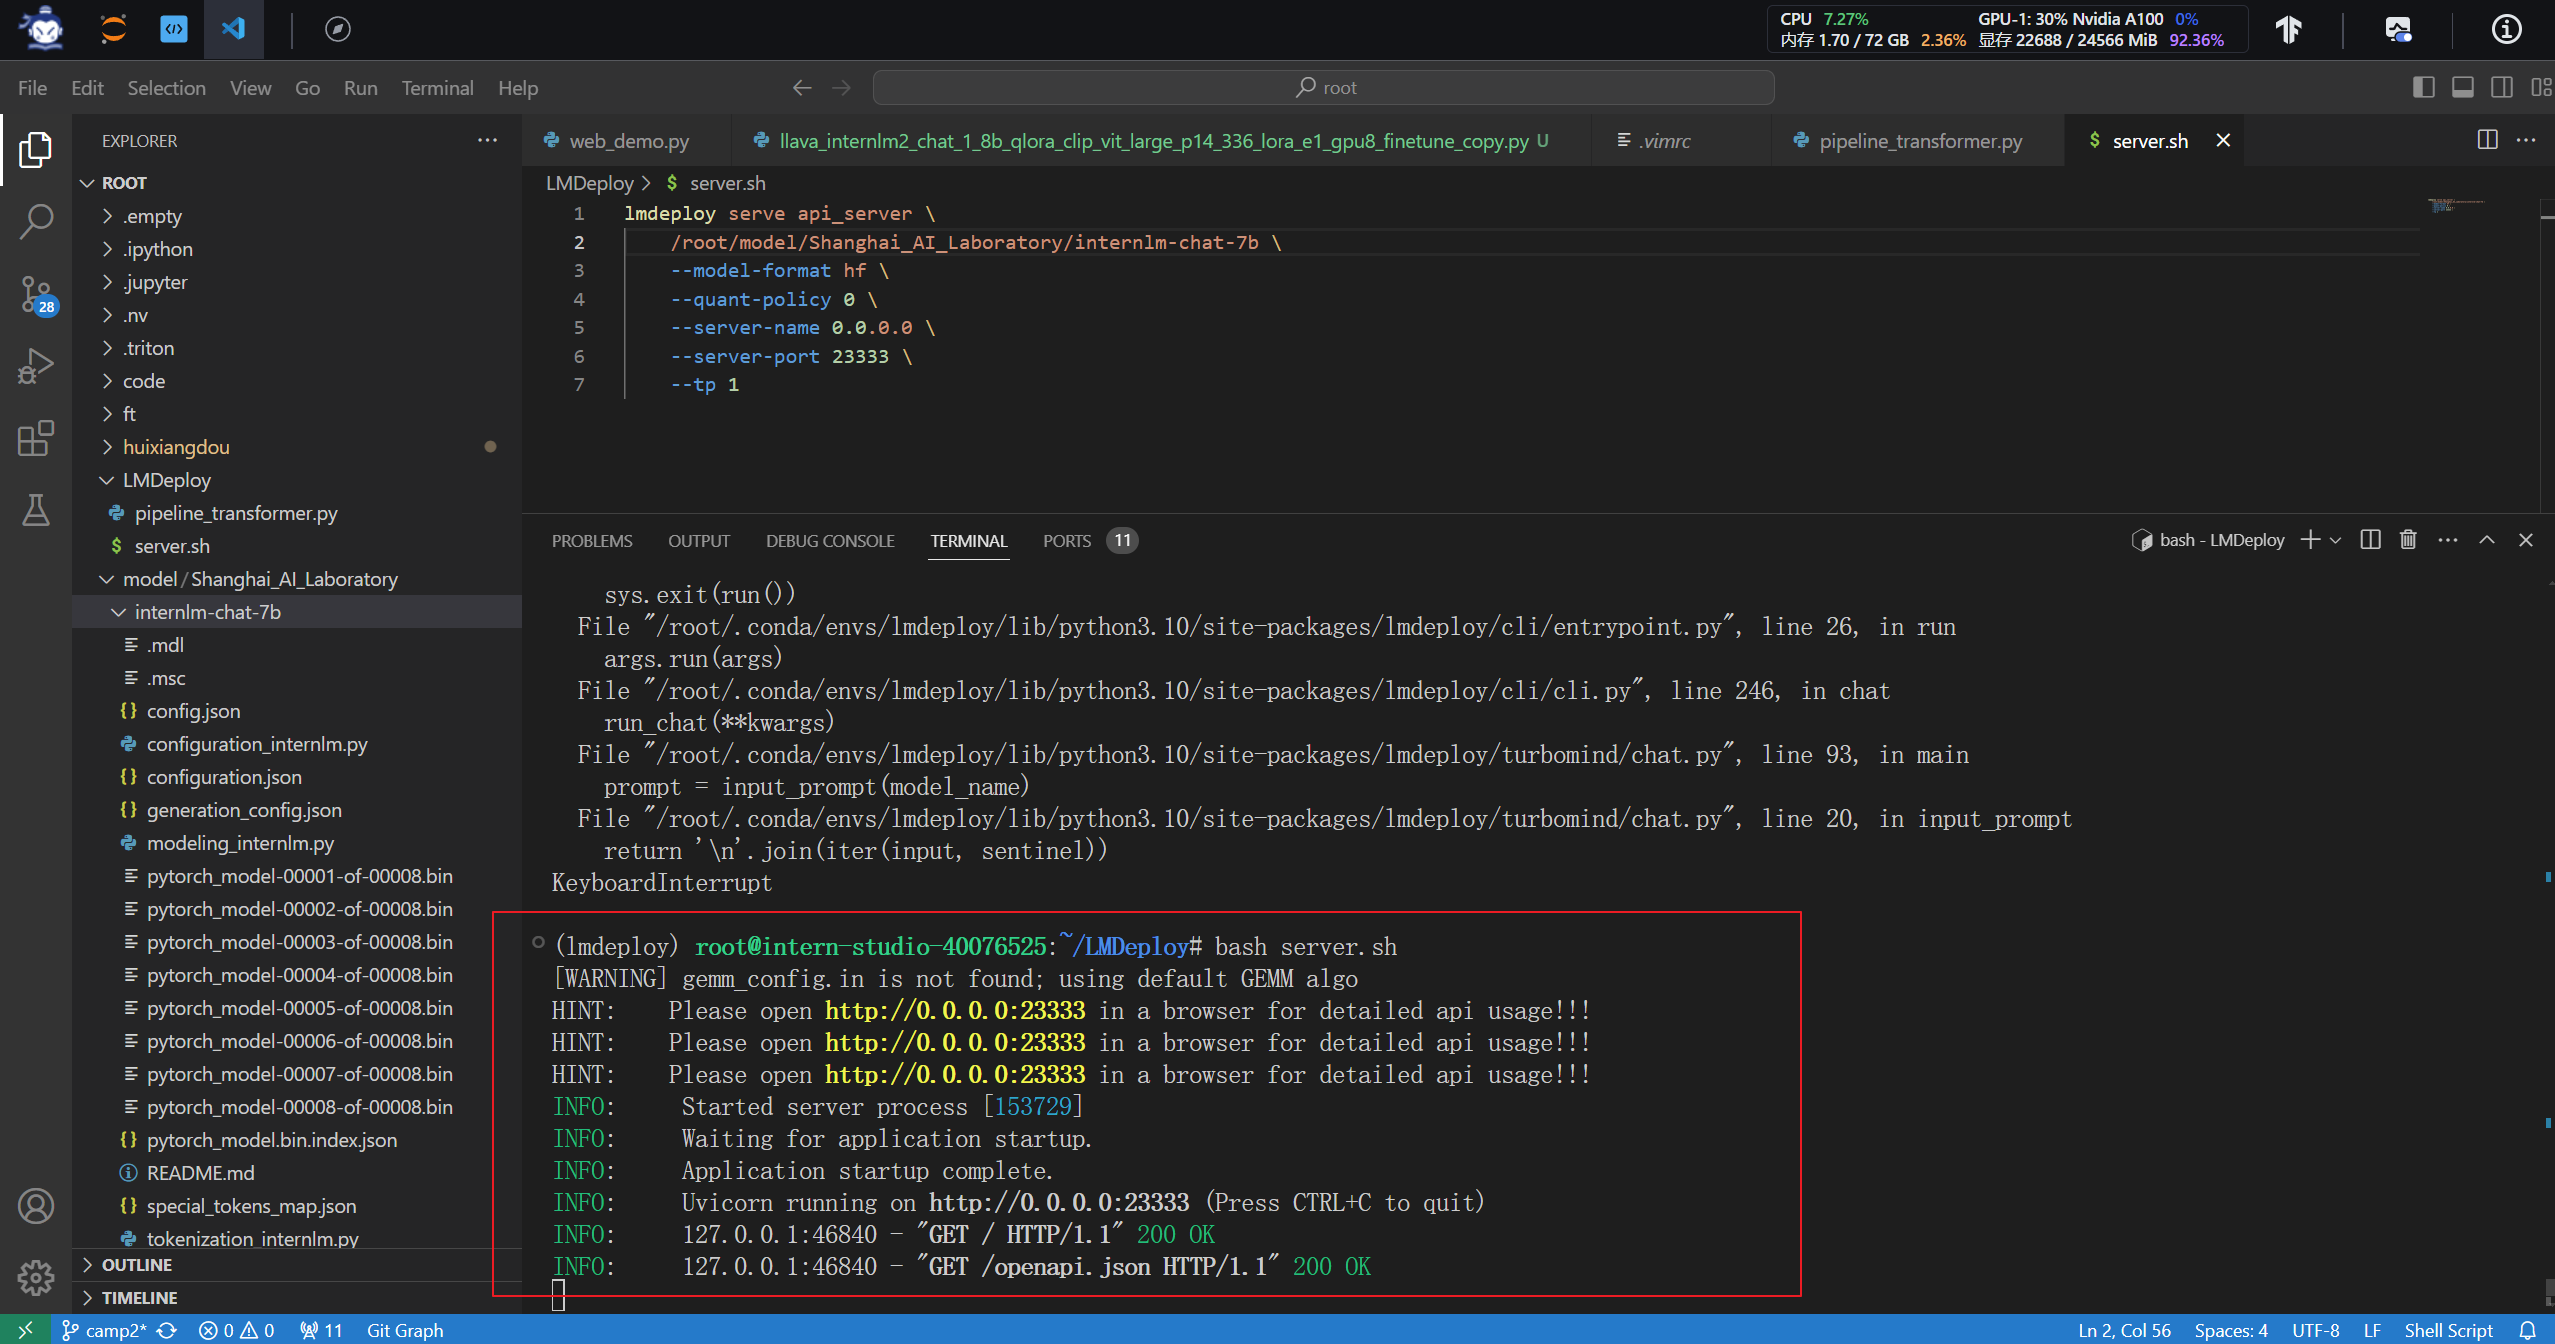 CPU 7.27% GPU-1: 30% Nvidia A100 0%
内存 1.70 / 72 GB 2.36% 显存 22688 / 24566 MiB 92.36%
File Edit Selection View Go Run Terminal Help
root
EXPLORER
web_demo.py
llava_internlm2_chat_1_8b_qlora_clip_vit_large_p14_336_lora_e1_gpu8_finetune_copy.py U
.vimrc
pipeline_transformer.py
$ server.sh
LMDeploy > $ server.sh
ROOT
.empty
.ipython
.jupyter
.nv
.triton
code
ft
huixiangdou
LMDeploy
pipeline_transformer.py
$ server.sh
model / Shanghai_AI_Laboratory
internlm-chat-7b
.mdl
.msc
{} config.json
configuration_internlm.py
{} configuration.json
{} generation_config.json
modeling_internlm.py
pytorch_model-00001-of-00008.bin
pytorch_model-00002-of-00008.bin
pytorch_model-00003-of-00008.bin
pytorch_model-00004-of-00008.bin
pytorch_model-00005-of-00008.bin
pytorch_model-00006-of-00008.bin
pytorch_model-00007-of-00008.bin
pytorch_model-00008-of-00008.bin
{} pytorch_model.bin.index.json
README.md
{} special_tokens_map.json
tokenization_internlm.py
OUTLINE
TIMELINE
28
1 lmdeploy serve api_server \
2 /root/model/Shanghai_AI_Laboratory/internlm-chat-7b \
3 --model-format hf \
4 --quant-policy 0 \
5 --server-name 0.0.0.0 \
6 --server-port 23333 \
7 --tp 1
PROBLEMS OUTPUT DEBUG CONSOLE TERMINAL PORTS 11
bash - LMDeploy
sys.exit(run())
File "/root/.conda/envs/lmdeploy/lib/python3.10/site-packages/lmdeploy/cli/entrypoint.py", line 26, in run
args.run(args)
File "/root/.conda/envs/lmdeploy/lib/python3.10/site-packages/lmdeploy/cli/cli.py", line 246, in chat
run_chat(**kwargs)
File "/root/.conda/envs/lmdeploy/lib/python3.10/site-packages/lmdeploy/turbomind/chat.py", line 93, in main
prompt = input_prompt(model_name)
File "/root/.conda/envs/lmdeploy/lib/python3.10/site-packages/lmdeploy/turbomind/chat.py", line 20, in input_prompt
return '\n'.join(iter(input, sentinel))
KeyboardInterrupt
(lmdeploy) root@intern-studio-40076525:~/LMDeploy# bash server.sh
[WARNING] gemm_config.in is not found; using default GEMM algo
HINT: Please open http://0.0.0.0:23333 in a browser for detailed api usage!!!
HINT: Please open http://0.0.0.0:23333 in a browser for detailed api usage!!!
HINT: Please open http://0.0.0.0:23333 in a browser for detailed api usage!!!
INFO: Started server process [153729]
INFO: Waiting for application startup.
INFO: Application startup complete.
INFO: Uvicorn running on http://0.0.0.0:23333 (Press CTRL+C to quit)
INFO: 127.0.0.1:46840 - "GET / HTTP/1.1" 200 OK
INFO: 127.0.0.1:46840 - "GET /openapi.json HTTP/1.1" 200 OK
camp2* 0 0 11 Git Graph
Ln 2, Col 56 Spaces: 4 UTF-8 LF Shell Script